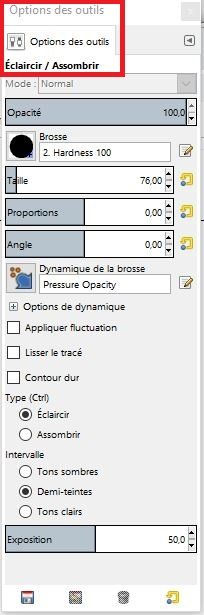 Options des outils
Options des outils
Éclaircir / Assombrir
Mode : Normal
Opacité 100,0
Brosse
2. Hardness 100
Taille 76,00
Proportions 0,00
Angle 0,00
Dynamique de la brosse
Pressure Opacity
Options de dynamique
Appliquer fluctuation
Lisser le tracé
Contour dur
Type (Ctrl)
Éclaircir
Assombrir
Intervalle
Tons sombres
Demi-teintes
Tons clairs
Exposition 50,0